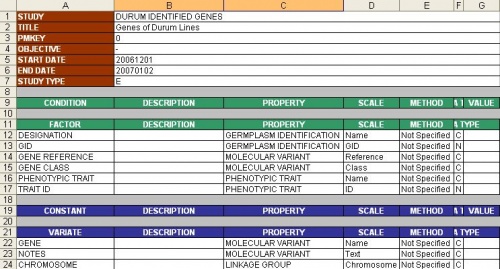 A B C D E F G
1 STUDY DURUM IDENTIFIED GENES
2 TITLE Genes of Durum Lines
3 PMKEY 0
4 OBJECTIVE -
5 START DATE 20061201
6 END DATE 20070102
7 STUDY TYPE E
8
9 CONDITION DESCRIPTION PROPERTY SCALE METHOD VALUE
10
11 FACTOR DESCRIPTION PROPERTY SCALE METHOD A TYPE
12 DESIGNATION GERMPLASM IDENTIFICATION Name Not Specified C
13 GID GERMPLASM IDENTIFICATION GID Not Specified N
14 GENE REFERENCE MOLECULAR VARIANT Reference Not Specified C
15 GENE CLASS MOLECULAR VARIANT Class Not Specified C
16 PHENOTYPIC TRAIT PHENOTYPIC TRAIT Name Not Specified C
17 TRAIT ID PHENOTYPIC TRAIT ID Not Specified N
18
19 CONSTANT DESCRIPTION PROPERTY SCALE METHOD VALUE
20
21 VARIATE DESCRIPTION PROPERTY SCALE METHOD A TYPE
22 GENE MOLECULAR VARIANT Name Not Specified C
23 NOTES MOLECULAR VARIANT Text Not Specified C
24 CHROMOSOME LINKAGE GROUP Chromosome Not Specified C